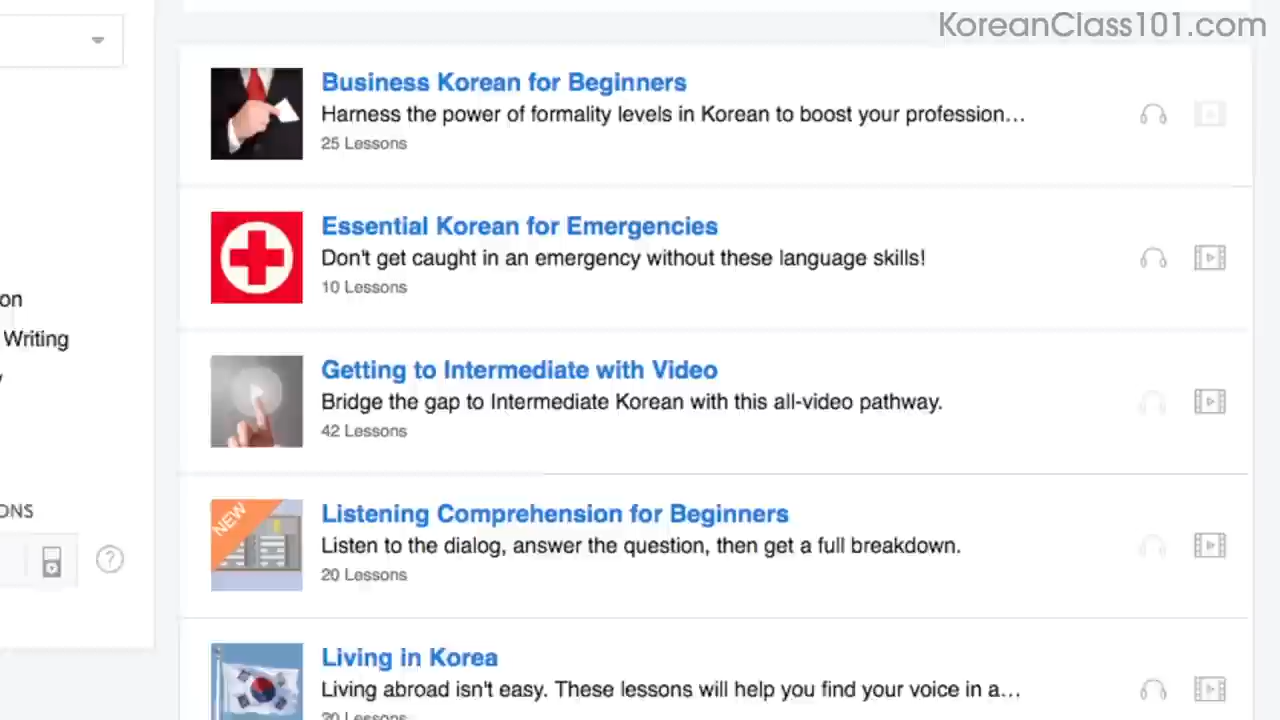 KoreanClass101.com
Business Korean for Beginners
Harness the power of formality levels in Korean to boost your profession...
25 Lessons
Essential Korean for Emergencies
Don't get caught in an emergency without these language skills!
10 Lessons
on
Writing
Getting to Intermediate with Video
Bridge the gap to Intermediate Korean with this all-video pathway.
42 Lessons
ONS
?
NEW
Listening Comprehension for Beginners
Listen to the dialog, answer the question, then get a full breakdown.
20 Lessons
Living in Korea
Living abroad isn't easy. These lessons will help you find your voice in a...
20 Lessons